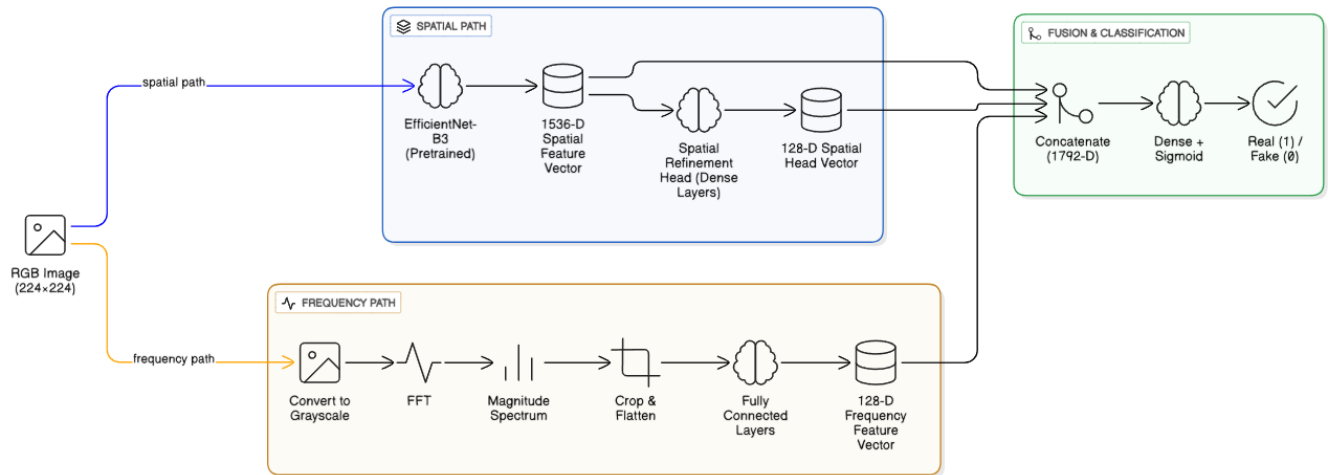 SPATIAL PATH
FUSION & CLASSIFICATION
spatial path
EfficientNet-
B3
(Pretrained)
1536-D
Spatial
Feature
Vector
Spatial
Refinement
Head (Dense
Layers)
128-D Spatial
Head Vector
Concatenate
(1792-D)
Dense +
Sigmoid
Real (1) /
Fake (0)
RGB Image
(224×224)
FREQUENCY PATH
frequency path
Convert to
Grayscale
FFT
Magnitude
Spectrum
Crop &
Flatten
Fully
Connected
Layers
128-D
Frequency
Feature
Vector